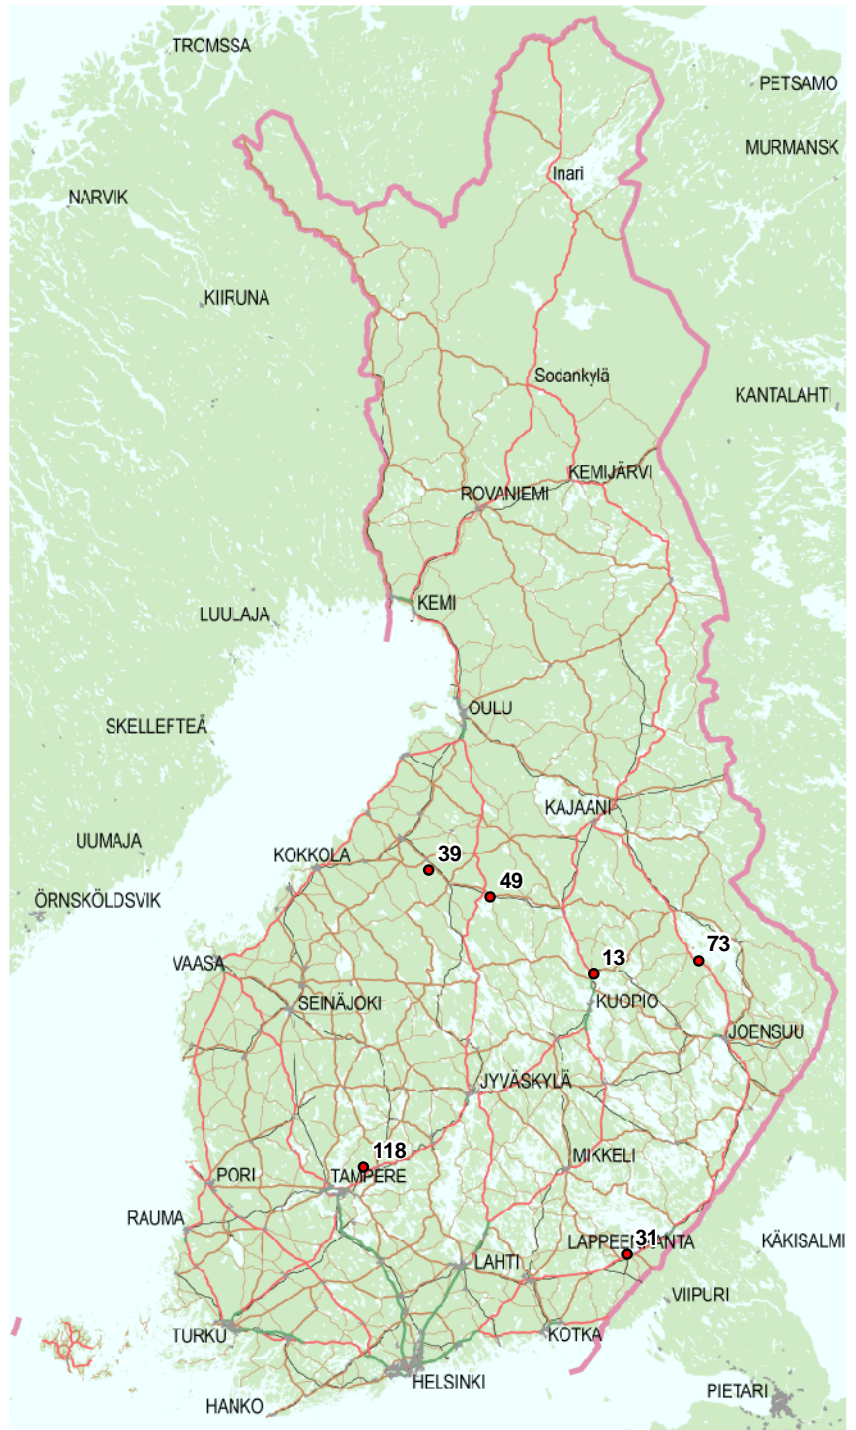 TROMSSA
PETSAMO
MURMANSK
Inari
NARVIK
KIIRUNA
Sodankylä
KANTALAHTI
KEMIJÄRVI
ROVANIEMI
KEMI
LUULAJA
OULU
SKELLEFTEÅ
KAJAANI
UUMAJA
KOKKOLA
39
49
ÖRNSKÖLDSVIK
73
13
VAASA
KUOPIO
SEINÄJOKI
JOENSUU
JYVÄSKYLÄ
118
MIKKELI
PORI
TAMPERE
RAUMA
31
LAPPEENRANTA
KÄKISALMI
LAHTI
VIIPURI
TURKU
KOTKA
HELSINKI
PIETARI
HANKO